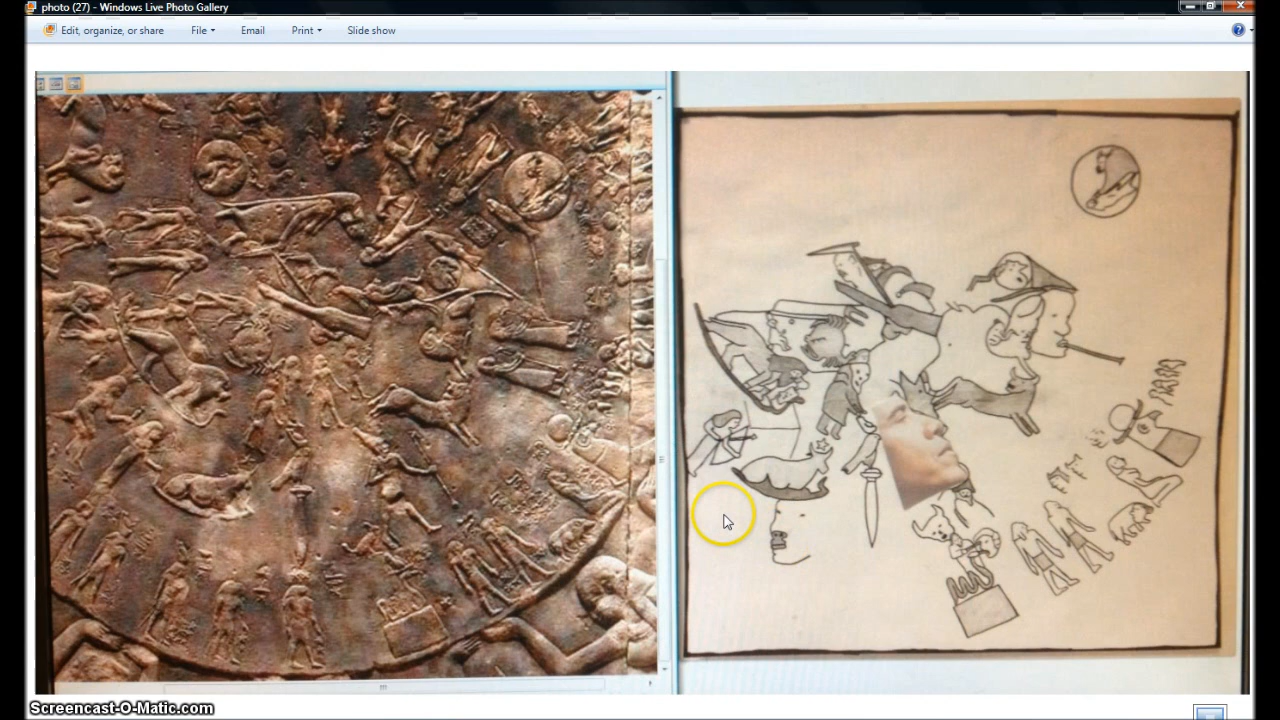 photo (27) - Windows Live Photo Gallery
Edit, organize, or share File Email Print Slide show
Screencast-O-Matic.com